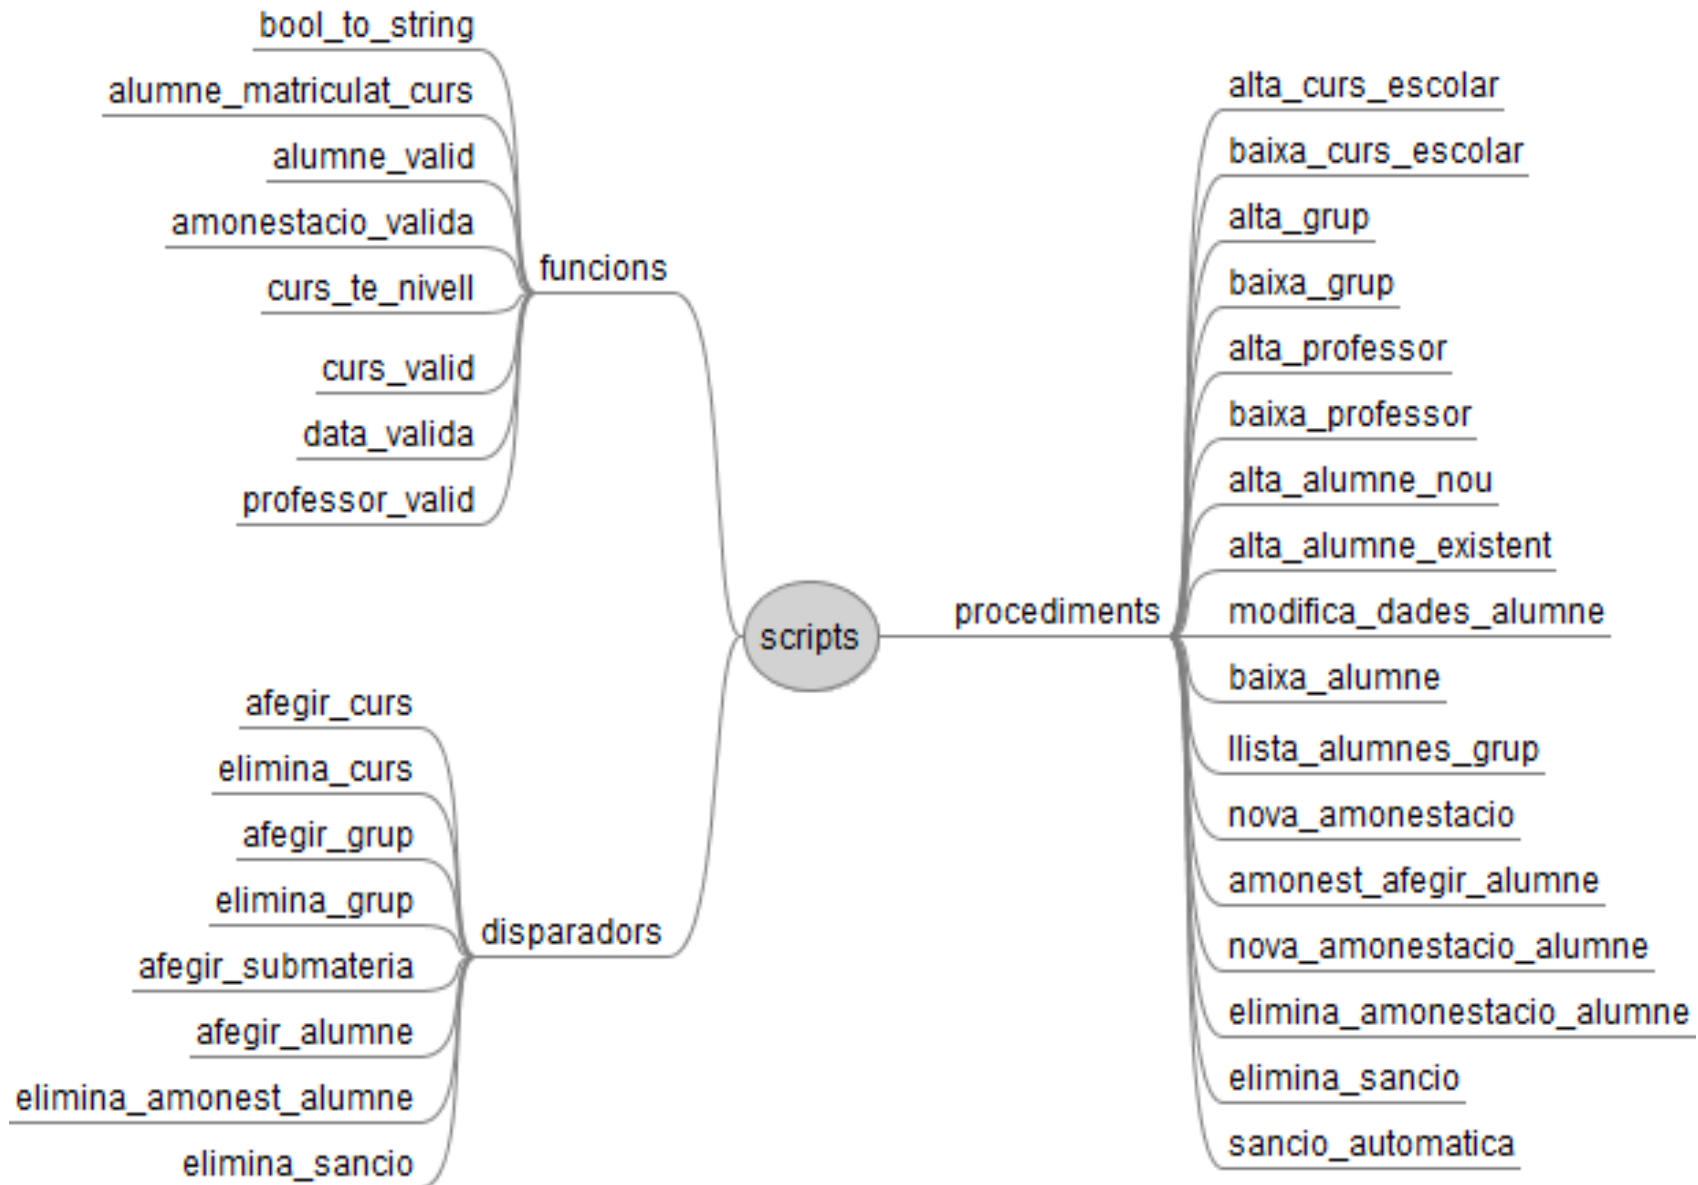 bool_to_string
alumne_matriculat_curs
alumne_valid
amonestacio_valida
curs_te_nivell
curs_valid
data_valida
professor_valid
funcions
afegir_curs
elimina_curs
afegir_grup
elimina_grup
afegir_submateria
afegir_alumne
elimina_amonest_alumne
elimina_sancio
disparadors
scripts
procediments
alta_curs_escolar
baixa_curs_escolar
alta_grup
baixa_grup
alta_professor
baixa_professor
alta_alumne_nou
alta_alumne_existent
modifica_dades_alumne
baixa_alumne
llista_alumnes_grup
nova_amonestacio
amonest_afegir_alumne
nova_amonestacio_alumne
elimina_amonestacio_alumne
elimina_sancio
sancio_automatica